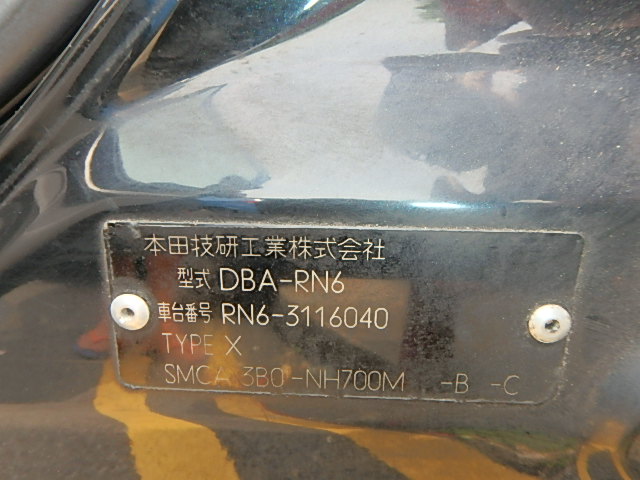 本田技研工業株式会社
型式 DBA-RN6
車台番号 RN6-3116040
TYPE X
SMCA 3B0-NH700M -B -C